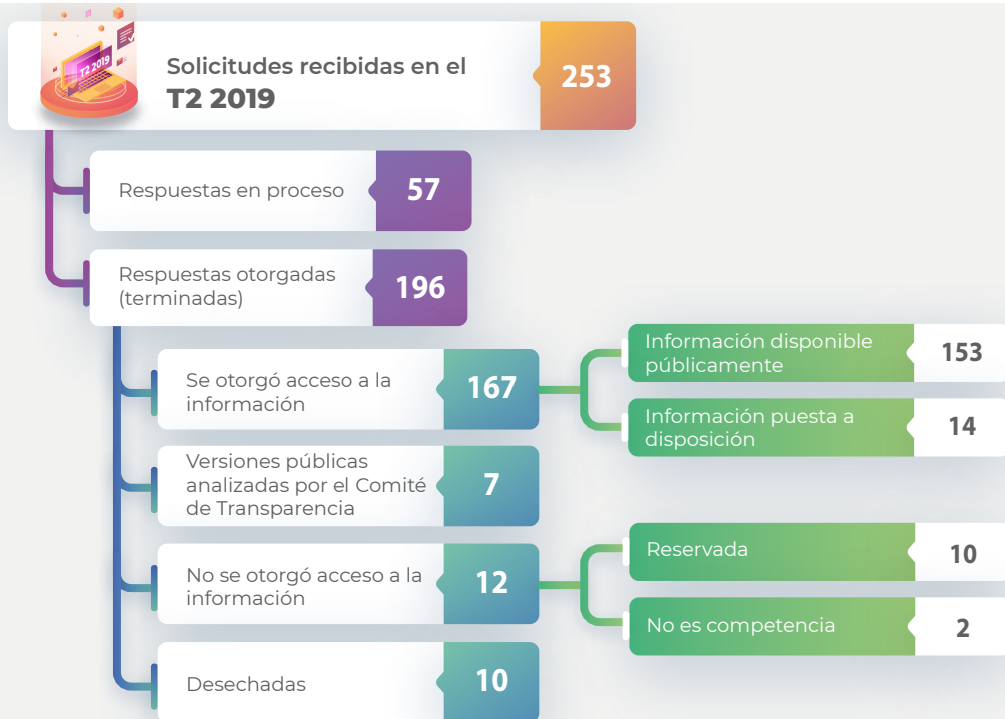 T2 2019
Solicitudes recibidas en el
T2 2019
253
Respuestas en proceso
57
Respuestas otorgadas
(terminadas)
196
Se otorgó acceso a la
información
167
Información disponible
públicamente
153
Información puesta a
disposición
14
Versiones públicas
analizadas por el Comité
de Transparencia
7
No se otorgó acceso a la
información
12
Reservada
10
No es competencia
2
Desechadas
10